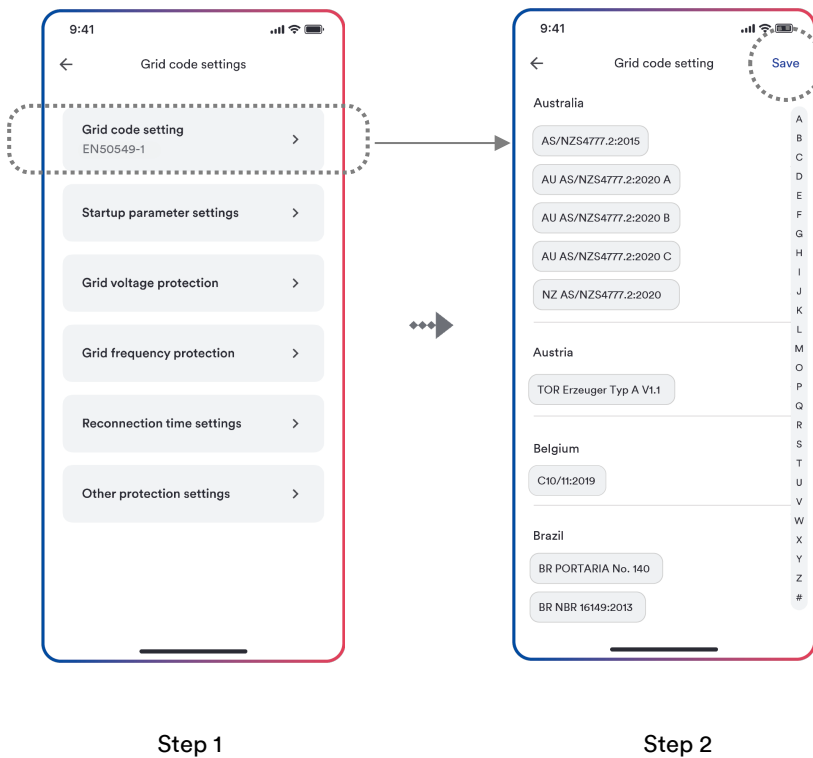 9:41
Grid code settings
Grid code setting
EN50549-1
Startup parameter settings
Grid voltage protection
Grid frequency protection
Reconnection time settings
Other protection settings
Step 1
9:41
Grid code setting
Save
Australia
AS/NZS4777.2:2015
AU AS/NZS4777.2:2020 A
AU AS/NZS4777.2:2020 B
AU AS/NZS4777.2:2020 C
NZ AS/NZS4777.2:2020
Austria
TOR Erzeuger Typ A V1.1
Belgium
C10/11:2019
Brazil
BR PORTARIA No. 140
BR NBR 16149:2013
A
B
C
D
E
F
G
H
I
J
K
L
M
O
P
Q
R
S
T
U
V
W
X
Y
Z
#
Step 2